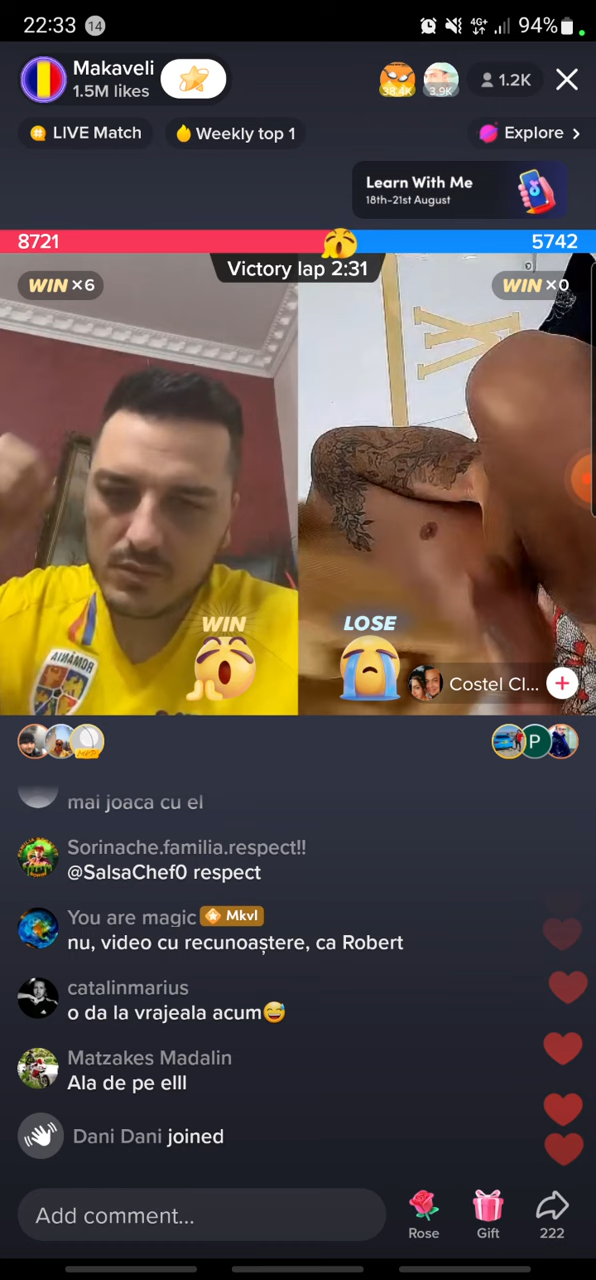 22:33 14 4G+ 94%
Makaveli
1.5M likes
38.4K 3.9K 1.2K
LIVE Match Weekly top 1 Explore >
Learn With Me
18th-21st August
8721 5742
Victory lap 2:31
WIN ×6 WIN ×0
ROMÂNIA
WIN LOSE
Costel Cl...
P
mai joaca cu el
Sorinache.familia.respect!!
@SalsaChef0 respect
You are magic Mkvl
nu, video cu recunoaștere, ca Robert
catalinmarius
o da la vrajeala acum😅
Matzakes Madalin
Ala de pe elll
Dani Dani joined
Add comment...
Rose Gift 222